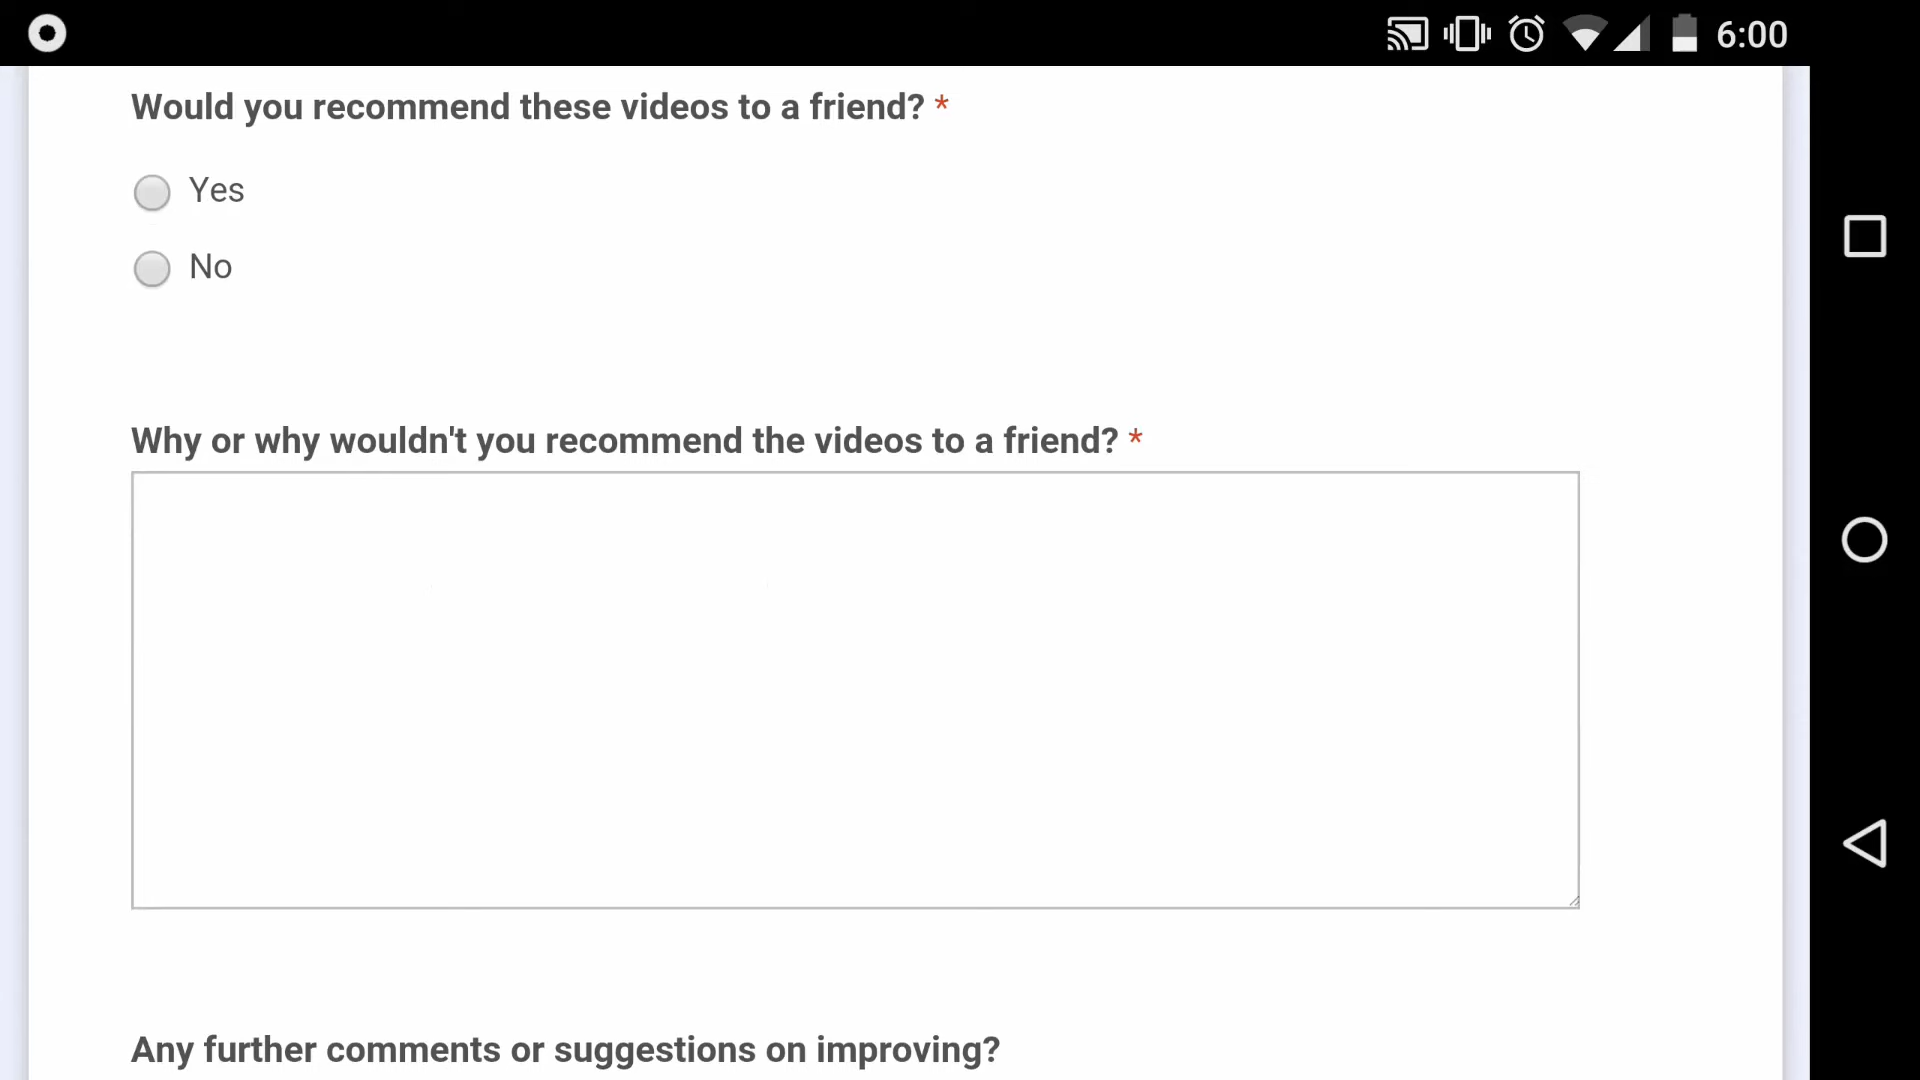 6:00
Would you recommend these videos to a friend? *
Yes
No
Why or why wouldn't you recommend the videos to a friend? *
Any further comments or suggestions on improving?